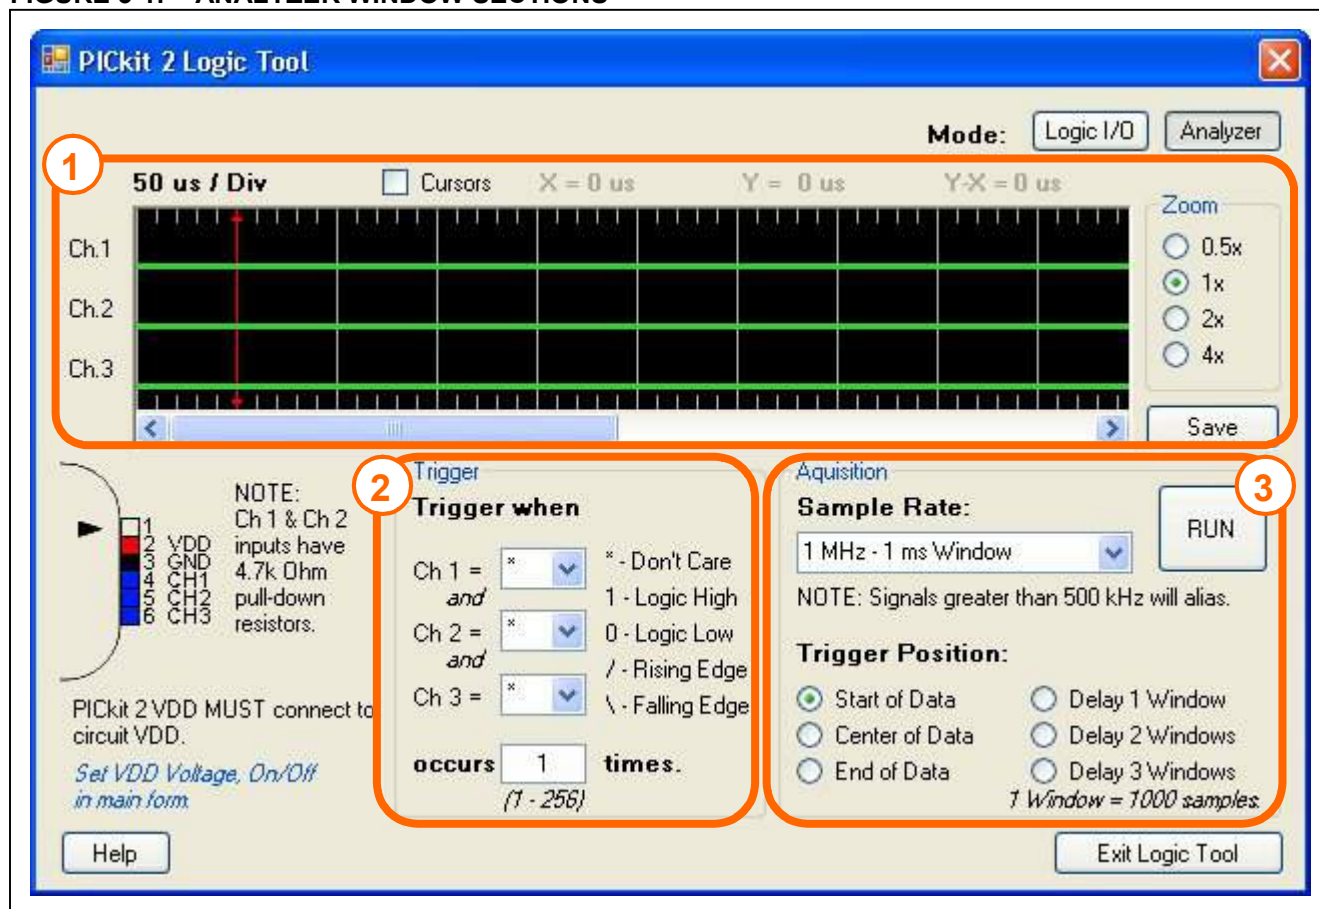 FIGURE 3-4: ANALYZER WINDOW SECTIONS
PICkit 2 Logic Tool
Mode: Logic I/O Analyzer
1
50 us / Div Cursors X = 0 us Y = 0 us Y-X = 0 us
Zoom
0.5x
1x
2x
4x
Ch.1
Ch.2
Ch.3
Save
1
2 VDD
3 GND
4 CH1
5 CH2
6 CH3
NOTE:
Ch 1 & Ch 2
inputs have
4.7k Ohm
pull-down
resistors.
PICkit 2 VDD MUST connect to
circuit VDD.
Set VDD Voltage, On/Off
in main form.
Help
2
Trigger
Trigger when
Ch 1 = *
and
Ch 2 = *
and
Ch 3 = *
* - Don't Care
1 - Logic High
0 - Logic Low
/ - Rising Edge
\ - Falling Edge
occurs 1 times.
(1 - 256)
3
Aquisition
Sample Rate:
1 MHz - 1 ms Window
RUN
NOTE: Signals greater than 500 kHz will alias.
Trigger Position:
Start of Data
Center of Data
End of Data
Delay 1 Window
Delay 2 Windows
Delay 3 Windows
1 Window = 1000 samples.
Exit Logic Tool